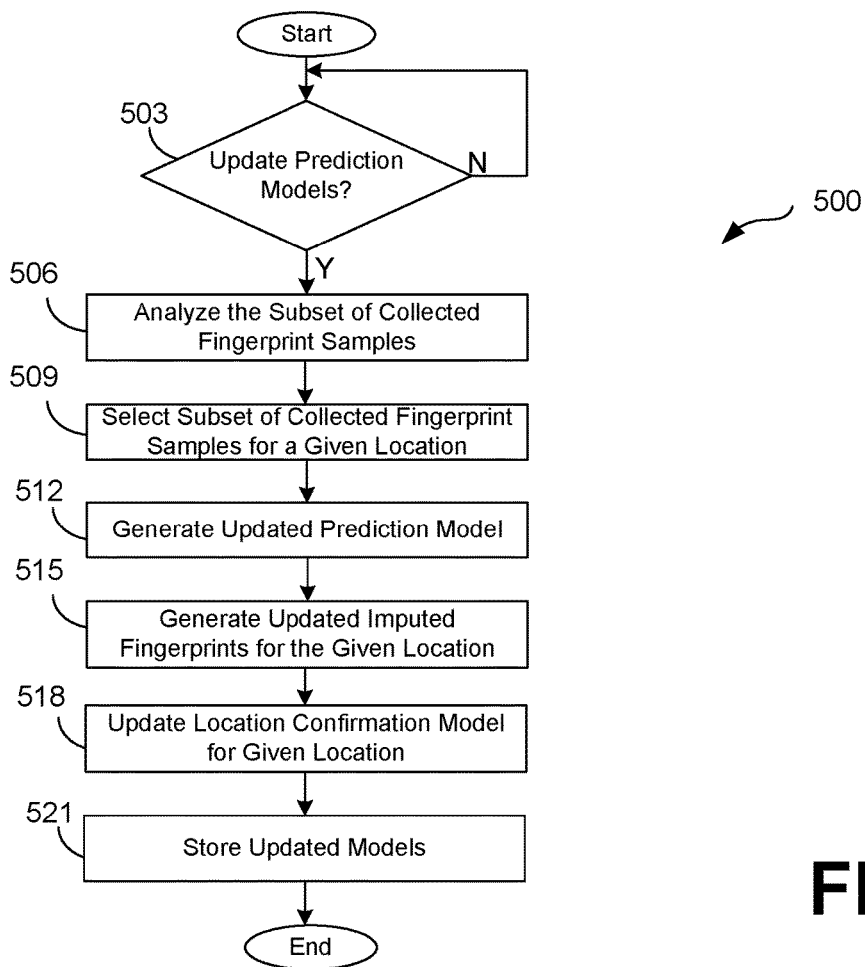 Start
503
Update Prediction
Models?
N
500
Y
506
Analyze the Subset of Collected
Fingerprint Samples
509
Select Subset of Collected Fingerprint
Samples for a Given Location
512
Generate Updated Prediction Model
515
Generate Updated Imputed
Fingerprints for the Given Location
518
Update Location Confirmation Model
for Given Location
521
Store Updated Models
End